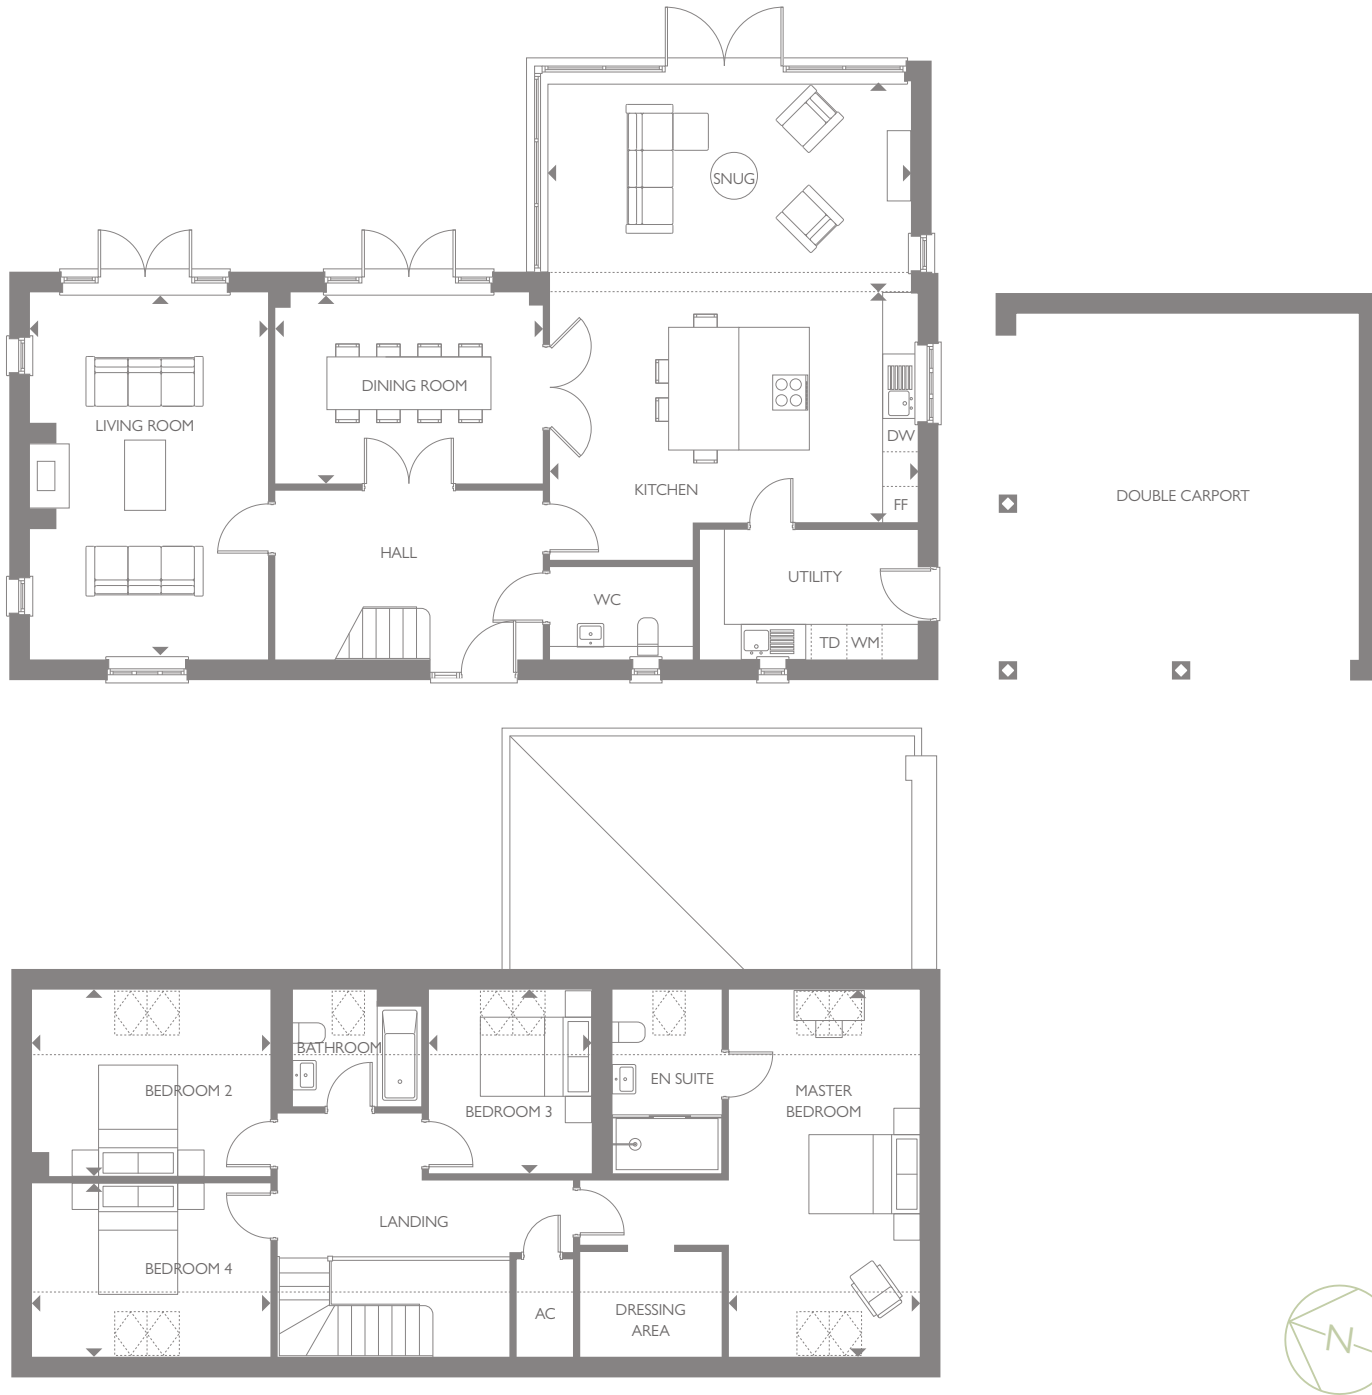 SNUG
DINING ROOM
LIVING ROOM
DW
KITCHEN
FF
DOUBLE CARPORT
HALL
UTILITY
WC
TD
WM
BATHROOM
BEDROOM 2
EN SUITE
MASTER
BEDROOM
BEDROOM 3
LANDING
BEDROOM 4
AC
DRESSING
AREA
N